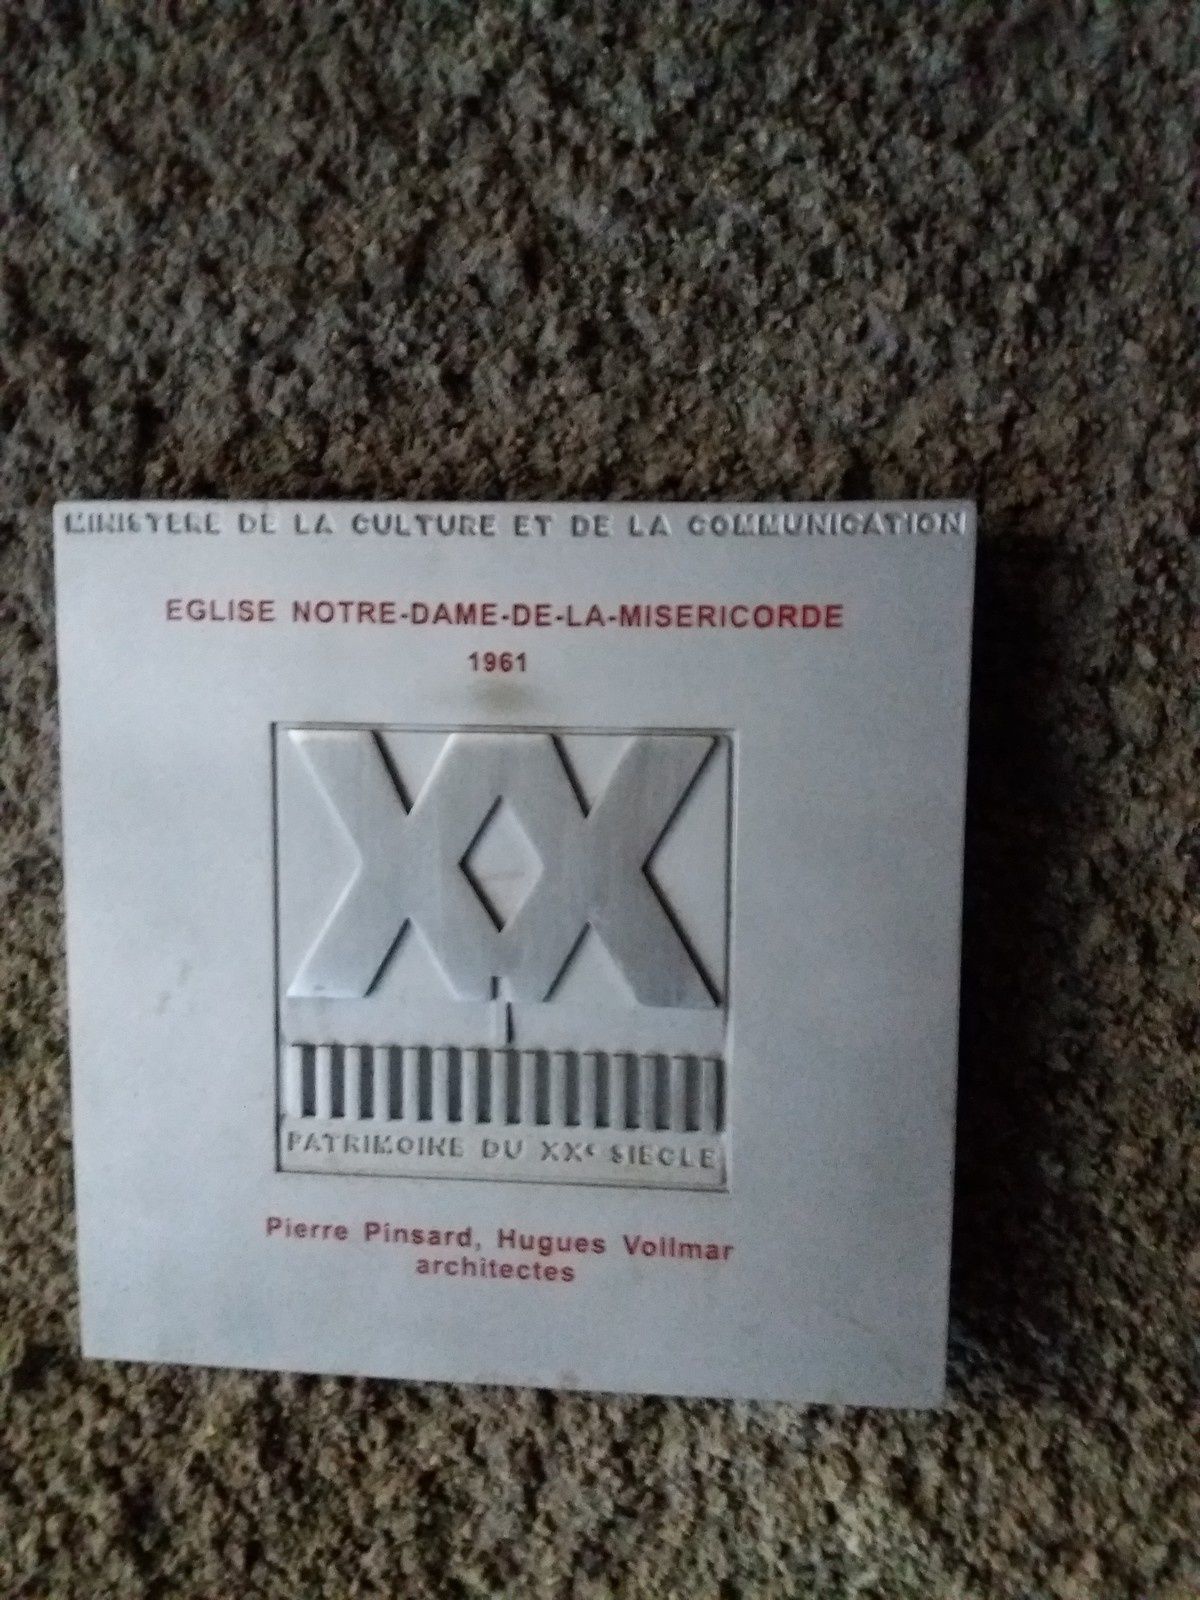 MINISTERE DE LA CULTURE ET DE LA COMMUNICATION
EGLISE NOTRE-DAME-DE-LA-MISERICORDE
1961
XX
PATRIMOINE DU XXe SIECLE
Pierre Pinsard, Hugues Vollmar
architectes